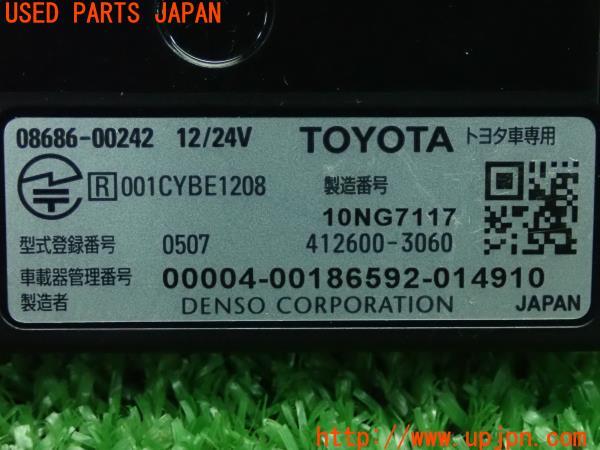 USED PARTS JAPAN
08686-00242 12/24V TOYOTA トヨタ車専用
R 001CYBE1208 製造番号
10NG7117
型式登録番号 0507 412600-3060
車載器管理番号 00004-00186592-014910
製造者 DENSO CORPORATION JAPAN
http://www.upjpn.com